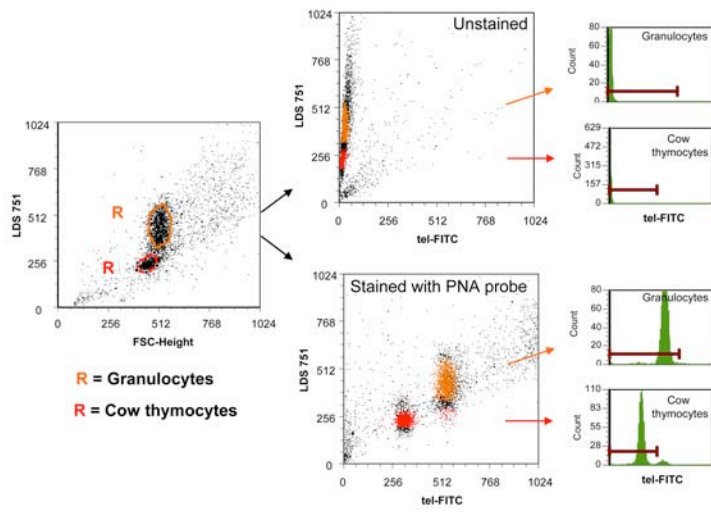 1024
768
512
256
0
LDS 751
R
R
0
256
512
768
1024
FSC-Height
R = Granulocytes
R = Cow thymocytes
Unstained
1024
768
512
256
0
LDS 751
0
256
512
768
1024
tel-FITC
Granulocytes
80
60
40
20
0
Count
Cow
thymocytes
629
472
315
157
0
Count
tel-FITC
Stained with PNA probe
1024
768
512
256
0
LDS 751
0
256
512
768
1024
tel-FITC
Granulocytes
80
60
40
20
0
Count
Cow
thymocytes
110
83
55
28
0
Count
tel-FITC